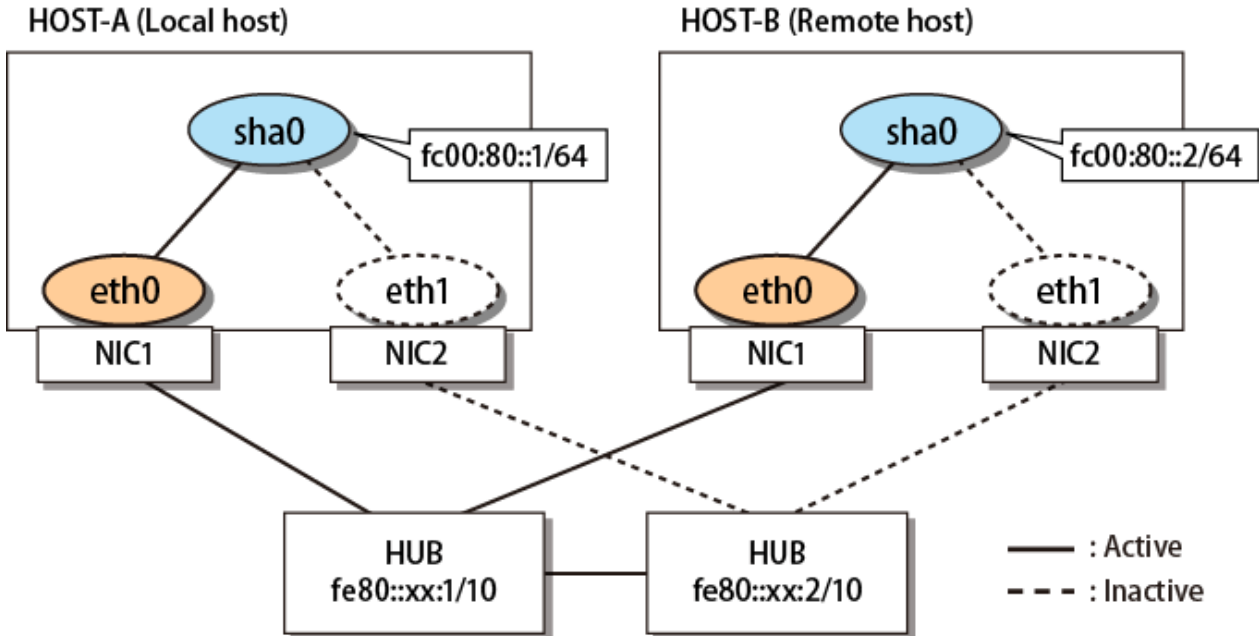 HOST-A (Local host)
HOST-B (Remote host)
sha0
fc00:80::1/64
sha0
fc00:80::2/64
eth0
eth1
eth0
eth1
NIC1
NIC2
NIC1
NIC2
HUB
fe80::xx:1/10
HUB
fe80::xx:2/10
: Active
: Inactive